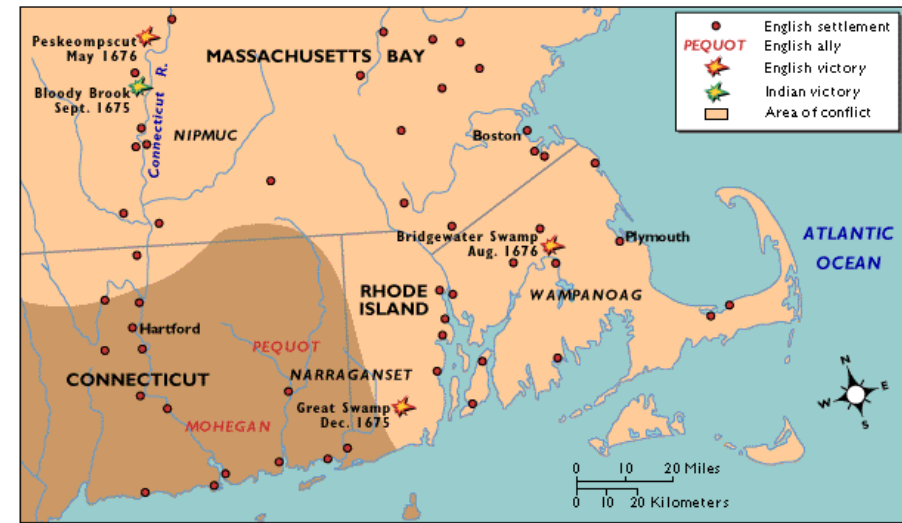 Peskeompscut
May 1676
MASSACHUSETTS BAY
Bloody Brook
Sept. 1675
Connecticut R.
NIPMUC
Boston
English settlement
PEQUOT English ally
English victory
Indian victory
Area of conflict
Bridgewater Swamp
Aug. 1676
Plymouth
ATLANTIC
OCEAN
RHODE
ISLAND
WAMPANOAG
Hartford
PEQUOT
CONNECTICUT
NARRAGANSET
Great Swamp
Dec. 1675
MOHEGAN
N
W E
S
0 10 20 Miles
0 10 20 Kilometers